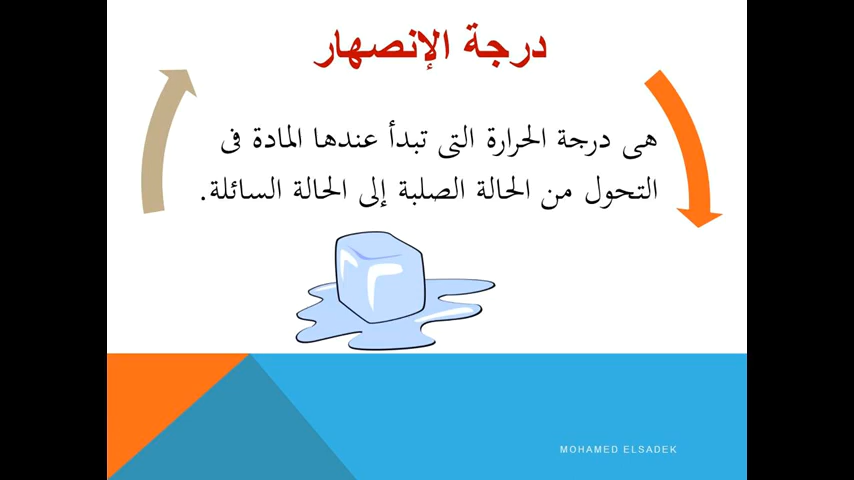 درجة الإنصهار
هى درجة الحرارة التى تبدأ عندها المادة فى
التحول من الحالة الصلبة إلى الحالة السائلة.
MOHAMED ELSADEK